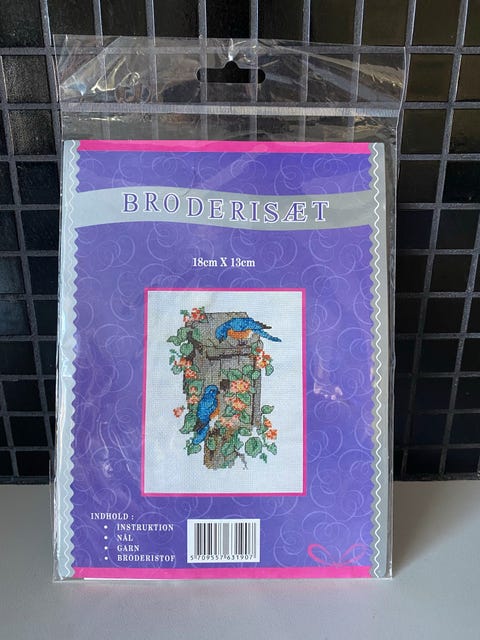 BRODERISÆT
18cm X 13cm
INDHOLD :
• INSTRUKTION
• NÅL
• GARN
• BRODERISTOF
5 709557 631907